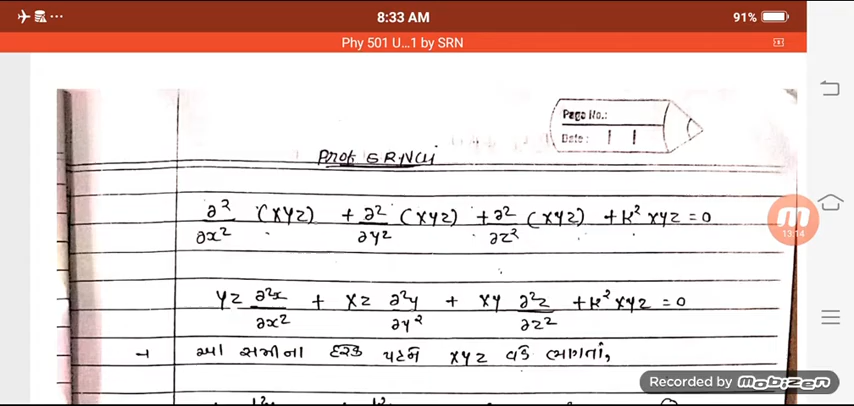 8:33 AM
91%
Phy 501 U...1 by SRN
Page No.:
Date:
Prof
∂²/∂x² (XYZ) + ∂²/∂y² (XYZ) + ∂²/∂z² (XYZ) + K² XYZ = 0
YZ ∂²X/∂x² + XZ ∂²Y/∂y² + XY ∂²Z/∂z² + K² XYZ = 0
→ આ સમીના દરેક પદને XYZ વડે ભાગતાં,
13:14
Recorded by mobizen